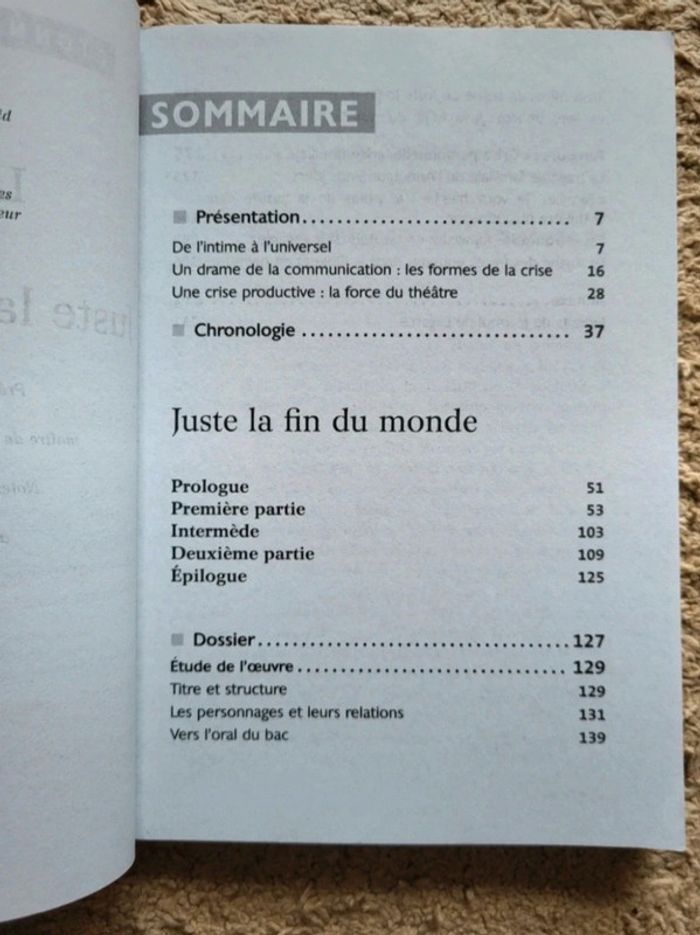 SOMMAIRE
Présentation.................................. 7
De l'intime à l'universel 7
Un drame de la communication : les formes de la crise 16
Une crise productive : la force du théâtre 28
Chronologie .................................. 37
Juste la fin du monde
Prologue 51
Première partie 53
Intermède 103
Deuxième partie 109
Épilogue 125
Dossier....................................... 127
Étude de l'œuvre .................................. 129
Titre et structure 129
Les personnages et leurs relations 131
Vers l'oral du bac 139